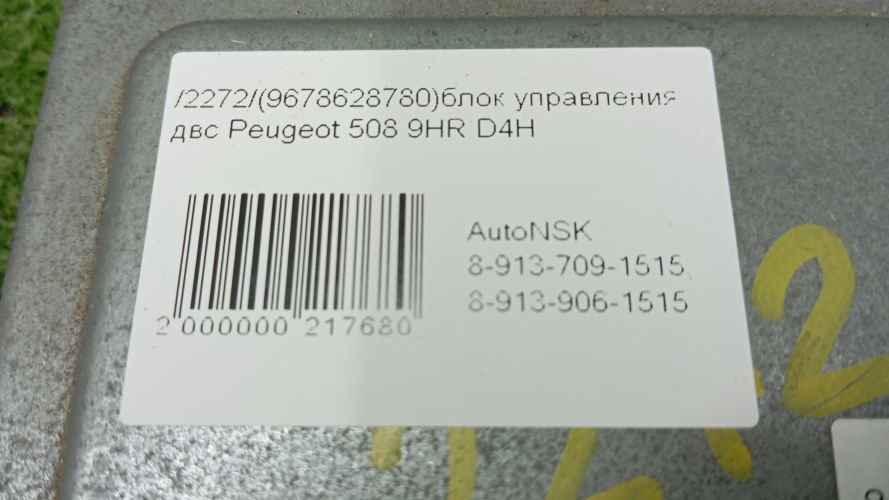 /2272/(9678628780)блок управления
двс Peugeot 508 9HR D4H
AutoNSK
8-913-709-1515
8-913-906-1515
2 000000 217680